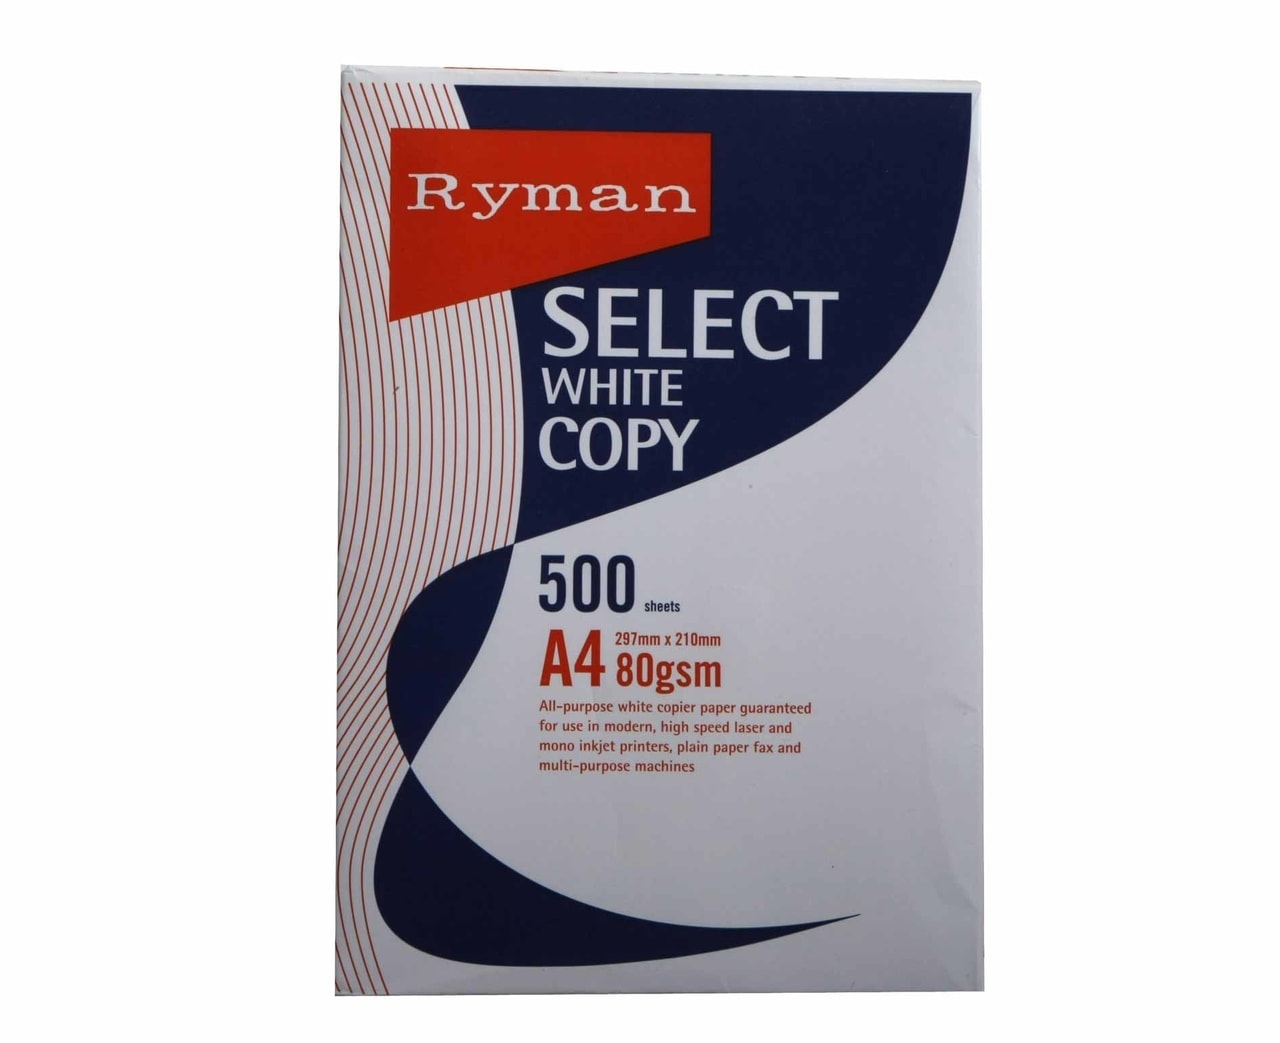 Ryman
SELECT
WHITE
COPY
500 sheets
297mm x 210mm
A4 80gsm
All-purpose white copier paper guaranteed
for use in modern, high speed laser and
mono inkjet printers, plain paper fax and
multi-purpose machines